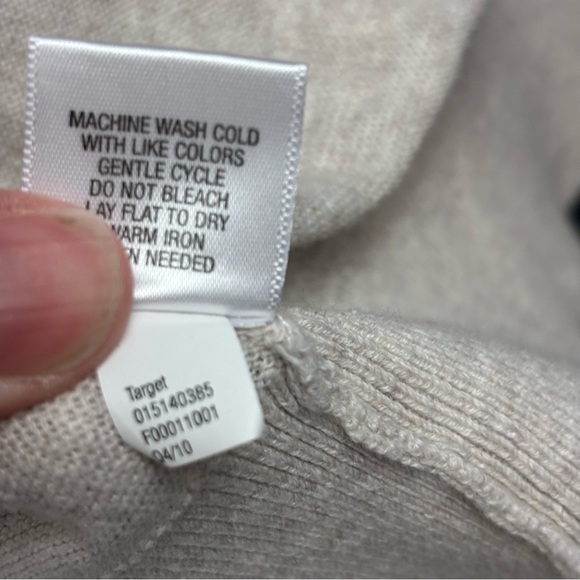 MACHINE WASH COLD
WITH LIKE COLORS
GENTLE CYCLE
DO NOT BLEACH
LAY FLAT TO DRY
WARM IRON
NEEDED
Target
015140385
F00011001
04/10